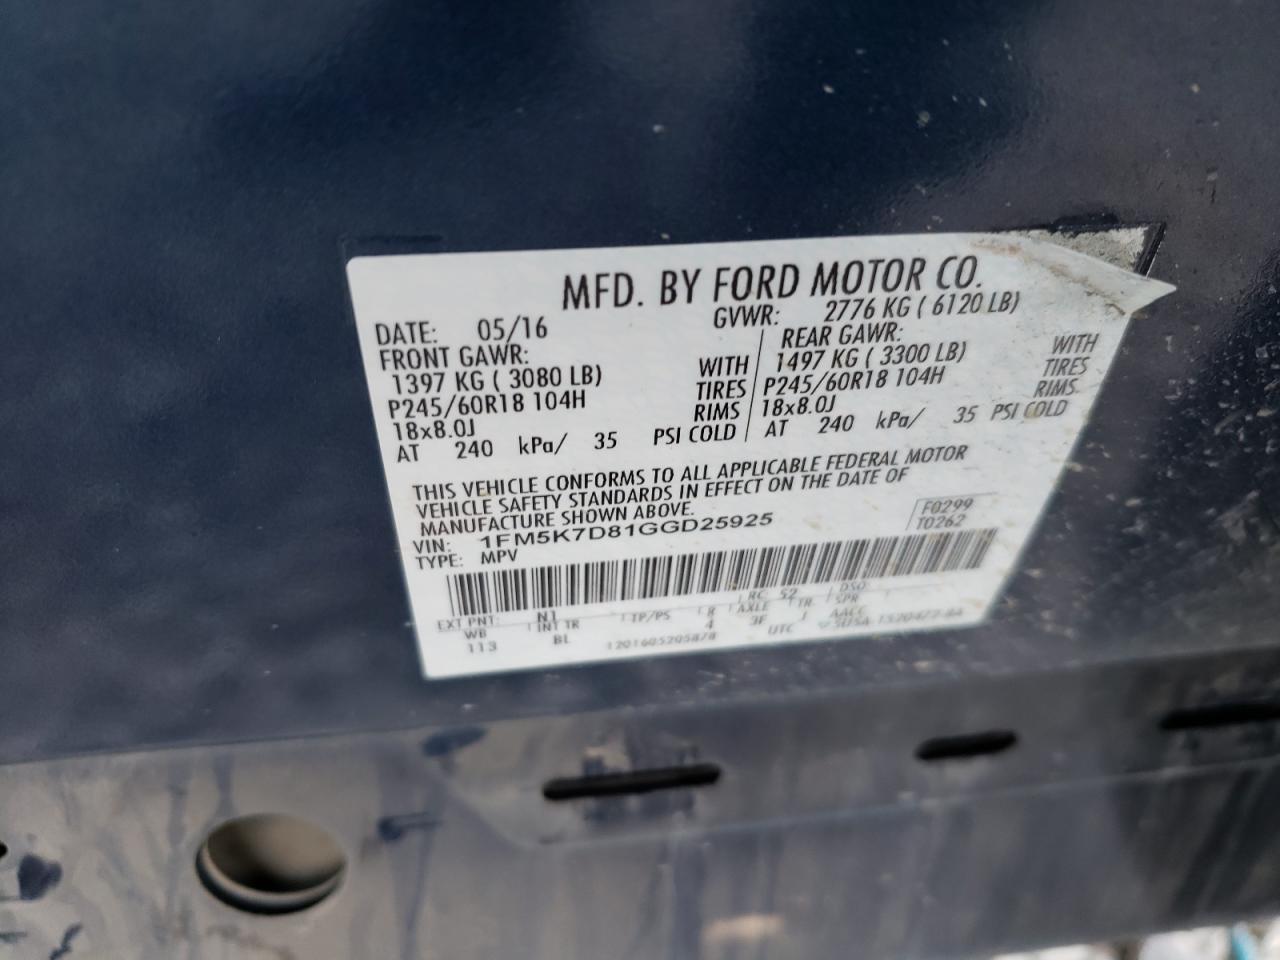 MFD. BY FORD MOTOR CO.
DATE: 05/16 GVWR: 2776 KG ( 6120 LB)
FRONT GAWR: REAR GAWR:
1397 KG ( 3080 LB) WITH 1497 KG ( 3300 LB) WITH
P245/60R18 104H TIRES P245/60R18 104H TIRES
18x8.0J RIMS 18x8.0J RIMS
AT 240 kPa/ 35 PSI COLD AT 240 kPa/ 35 PSI COLD
THIS VEHICLE CONFORMS TO ALL APPLICABLE FEDERAL MOTOR
VEHICLE SAFETY STANDARDS IN EFFECT ON THE DATE OF
MANUFACTURE SHOWN ABOVE.
F0299
VIN: 1FM5K7D81GGD25925 T0262
TYPE: MPV
EXT PNT: N1 RC: 52 DSO:
WB INT TR TP/PS R AXLE TR SPR
113 BL 4 3F J AACC
1201605205878 UTC